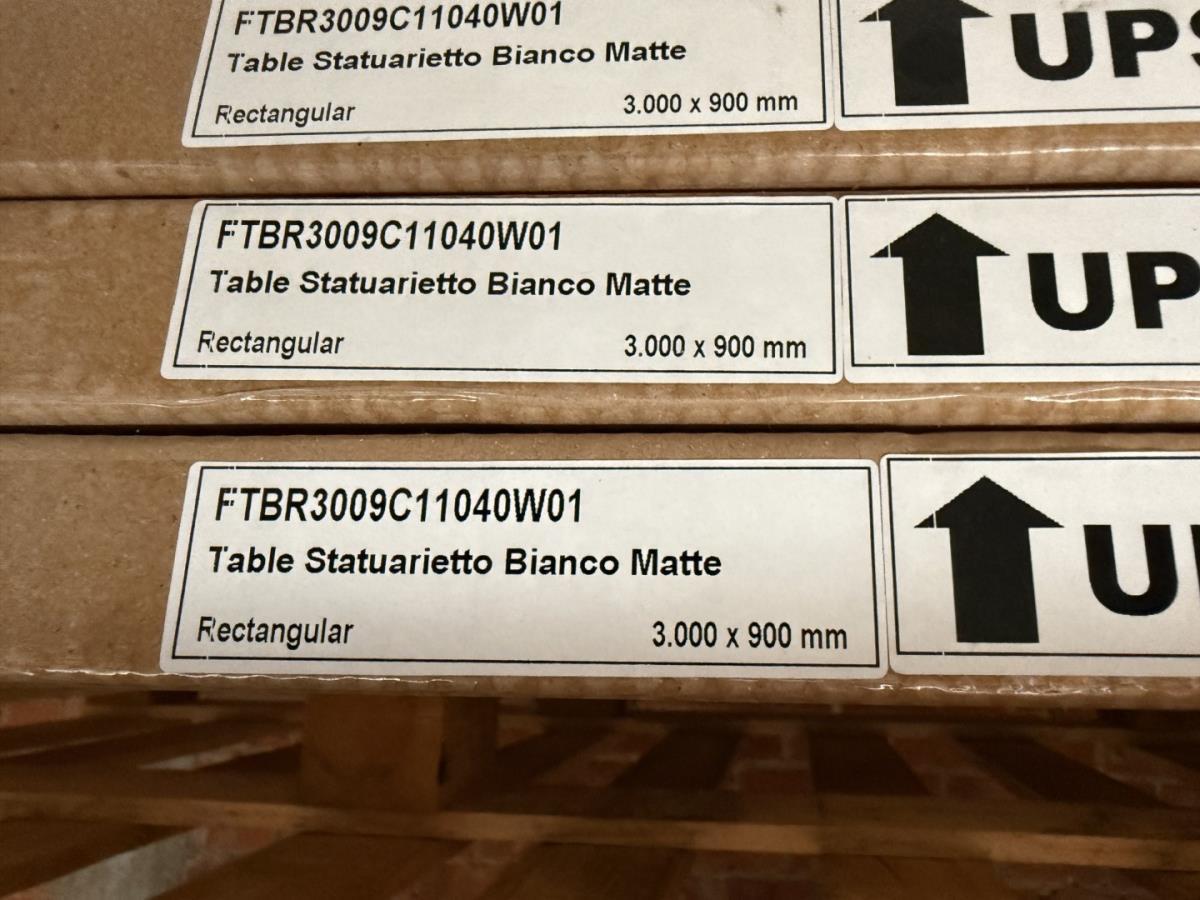 FTBR3009C11040W01
Table Statuarietto Bianco Matte
Rectangular 3.000 x 900 mm
UPS
FTBR3009C11040W01
Table Statuarietto Bianco Matte
Rectangular 3.000 x 900 mm
UP
FTBR3009C11040W01
Table Statuarietto Bianco Matte
Rectangular 3.000 x 900 mm
U